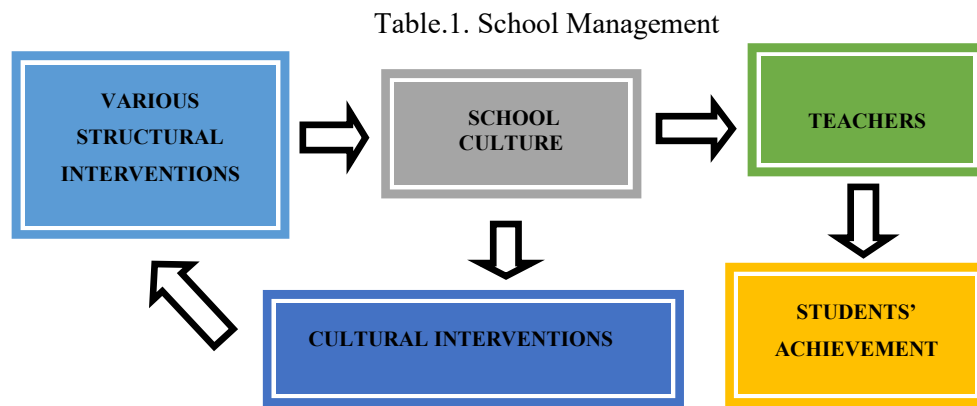 Table.1. School Management
VARIOUS
STRUCTURAL
INTERVENTIONS
SCHOOL
CULTURE
TEACHERS
CULTURAL INTERVENTIONS
STUDENTS’
ACHIEVEMENT